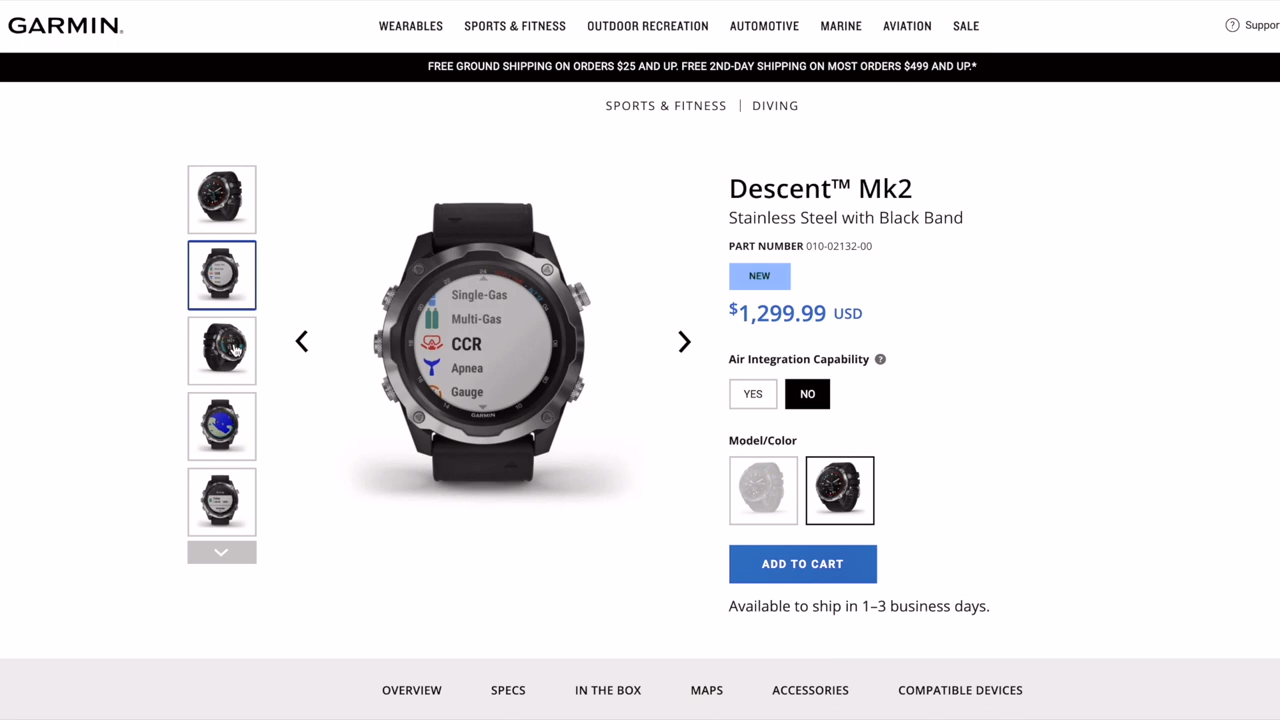 GARMIN.
WEARABLES SPORTS & FITNESS OUTDOOR RECREATION AUTOMOTIVE MARINE AVIATION SALE
? Suppor
FREE GROUND SHIPPING ON ORDERS $25 AND UP. FREE 2ND-DAY SHIPPING ON MOST ORDERS $499 AND UP.*
SPORTS & FITNESS | DIVING
Single-Gas
Multi-Gas
CCR
Apnea
Gauge
GARMIN
Descent™ Mk2
Stainless Steel with Black Band
PART NUMBER 010-02132-00
NEW
$1,299.99 USD
Air Integration Capability ?
YES NO
Model/Color
ADD TO CART
Available to ship in 1–3 business days.
OVERVIEW SPECS IN THE BOX MAPS ACCESSORIES COMPATIBLE DEVICES